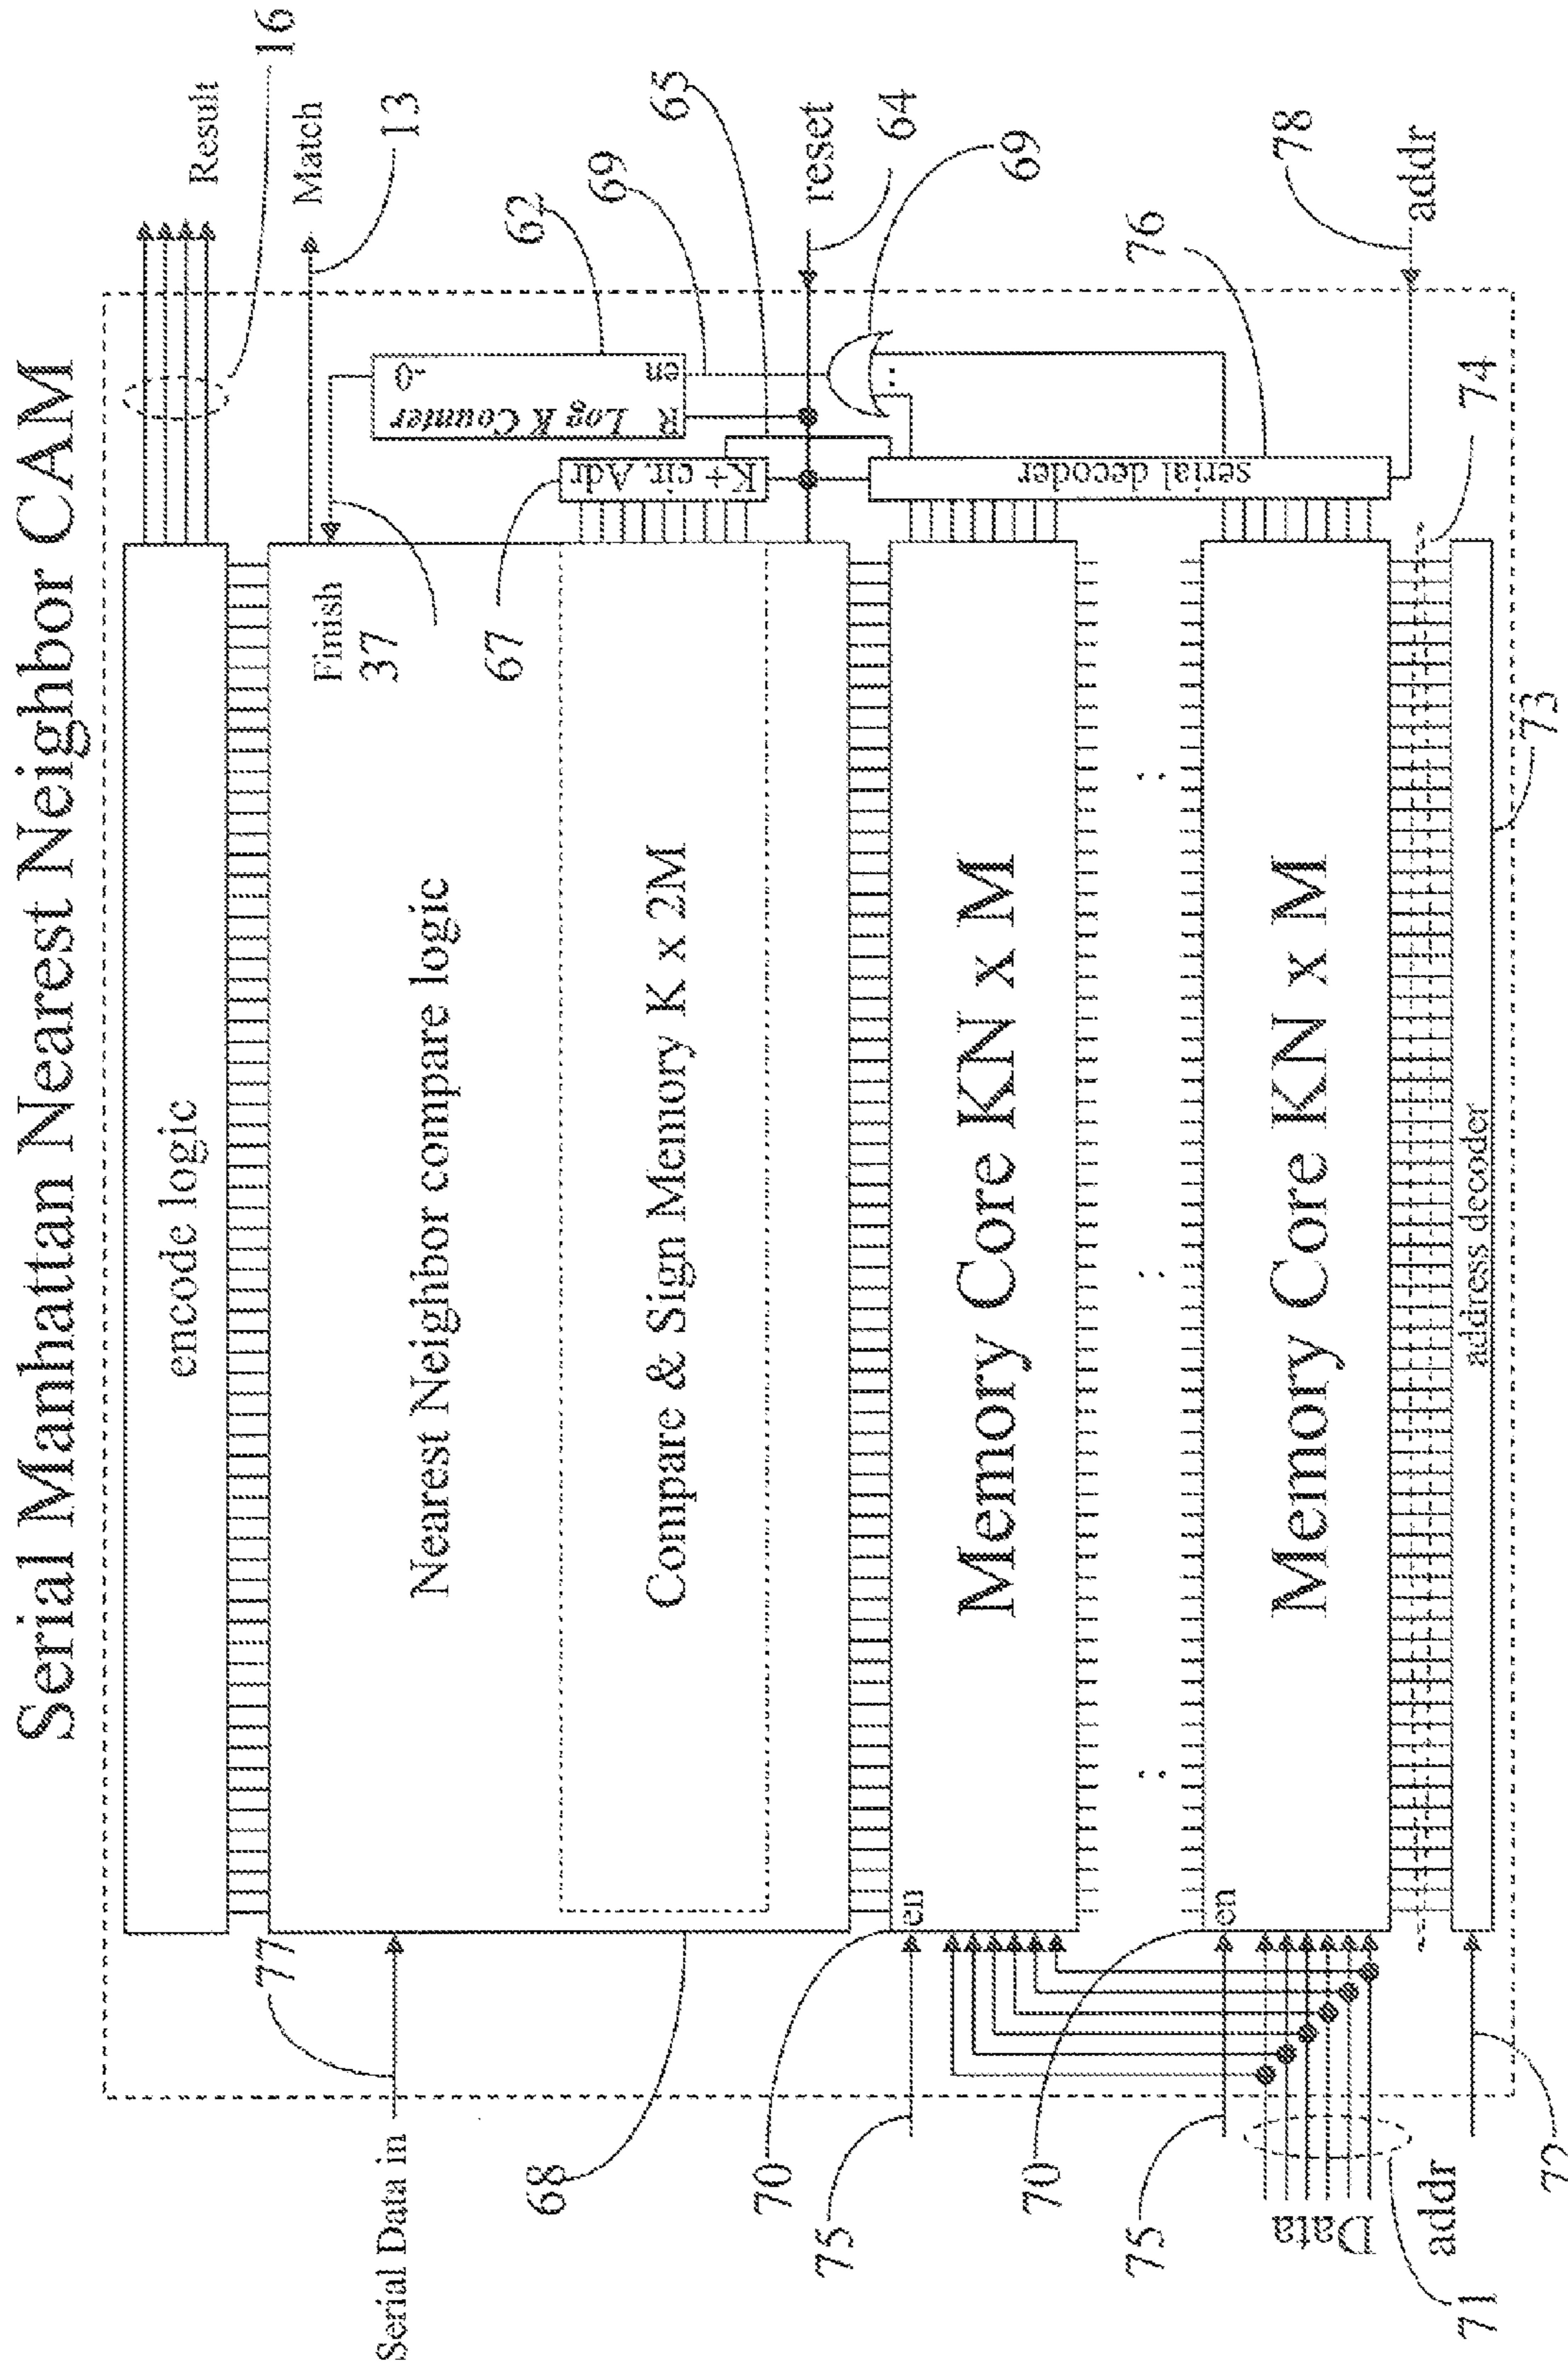 Serial Manhattan Nearest Neighbor CAM
Result
16
Match
13
encode logic
77
Serial Data in
Nearest Neighbor compare logic
Finish
37
-0
Log K Counter
R
en
62
69
65
67
K+ cir. Adr
Compare & Sign Memory K x 2M
68
reset
64
69
70
75
en
Memory Core KN x M
serial decoder
76
70
75
en
Memory Core KN x M
Data
71
addr
78
74
addr
72
address decoder
73